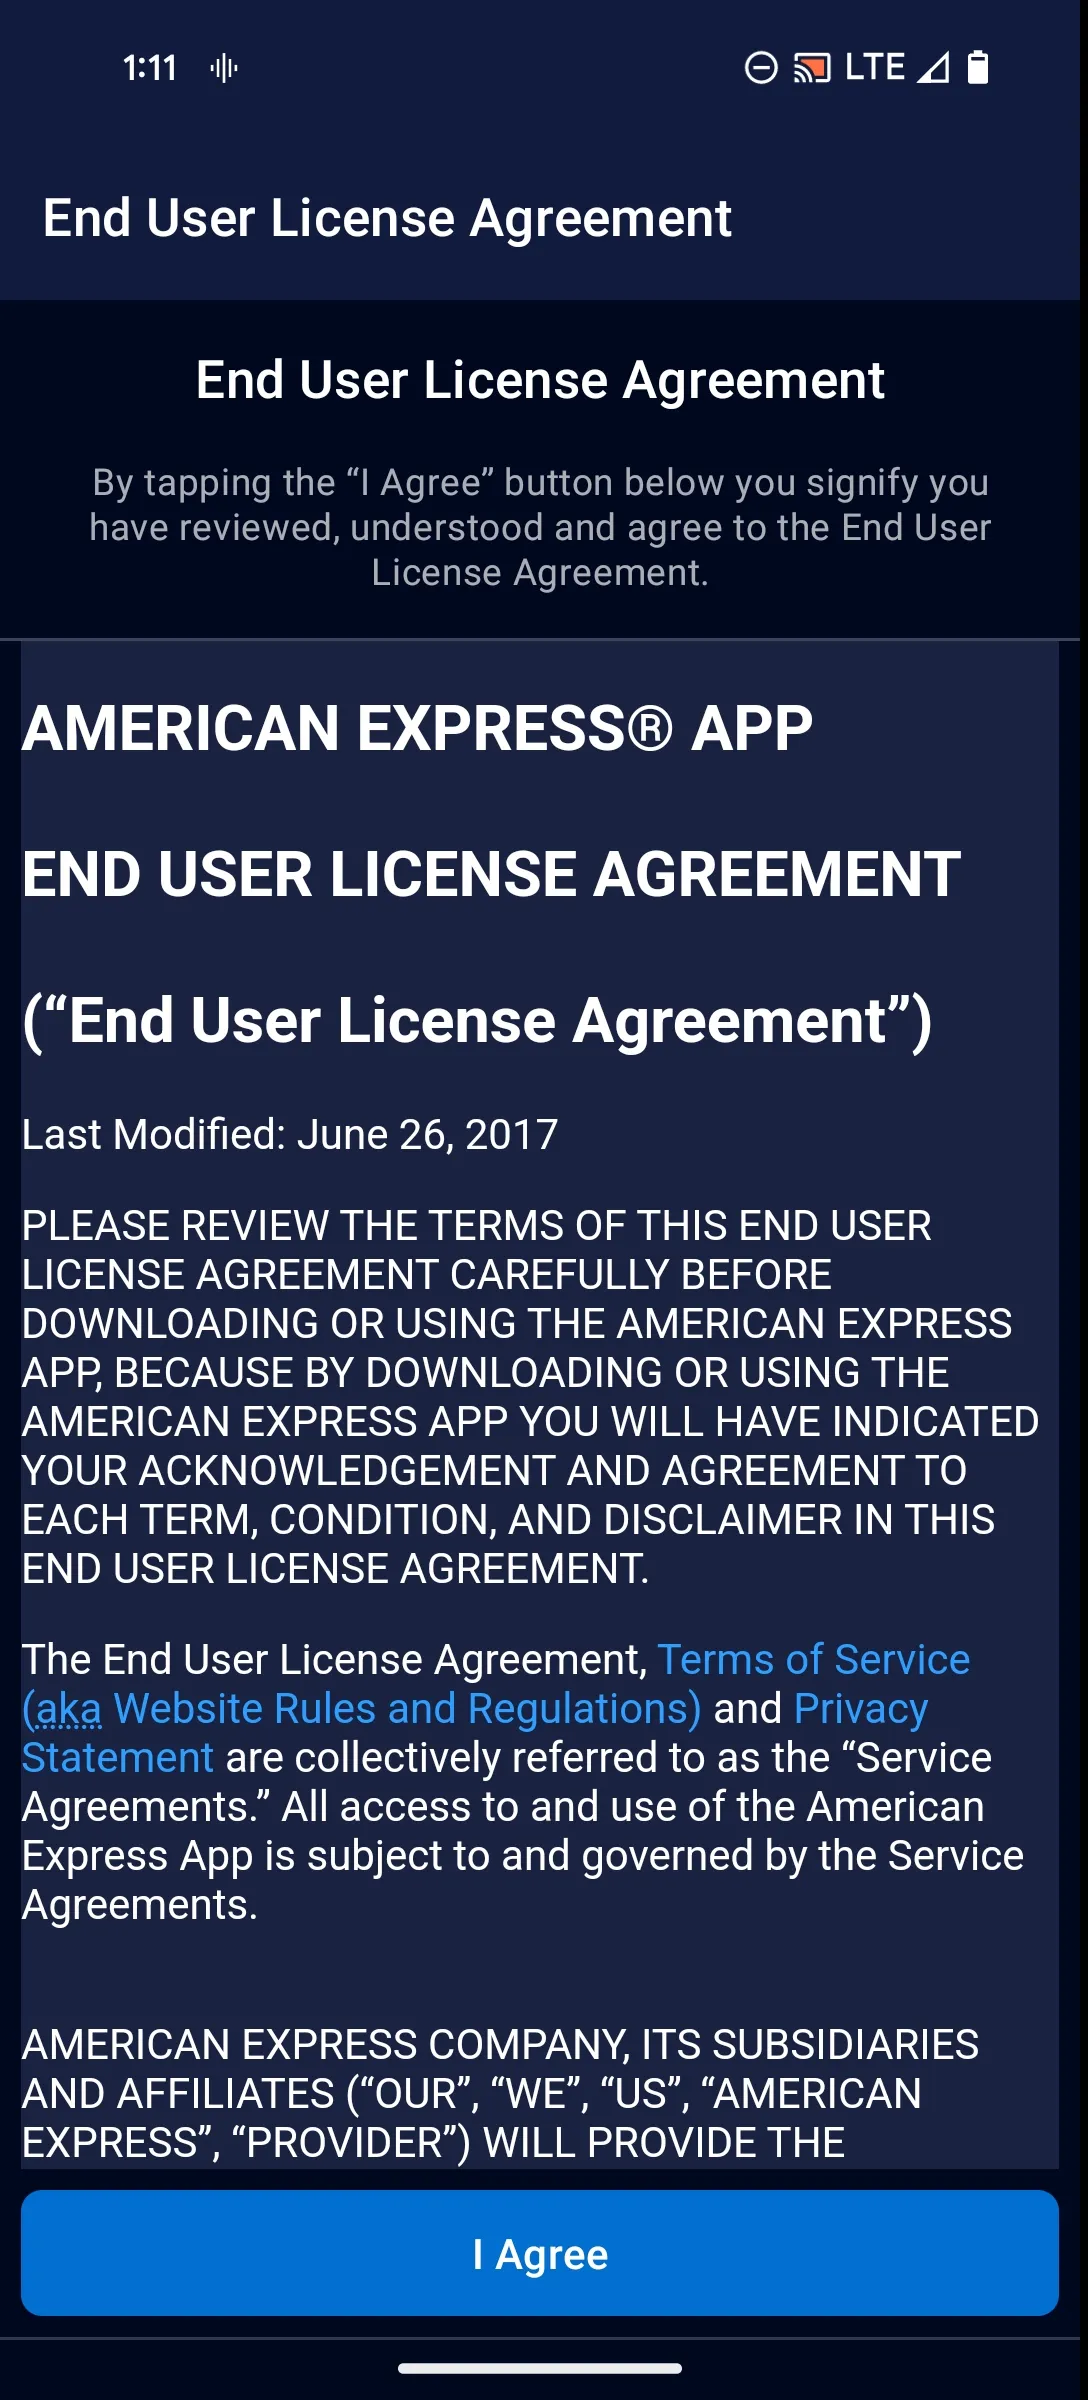 1:11
LTE
End User License Agreement
End User License Agreement
By tapping the “I Agree” button below you signify you
have reviewed, understood and agree to the End User
License Agreement.
AMERICAN EXPRESS® APP
END USER LICENSE AGREEMENT
(“End User License Agreement”)
Last Modified: June 26, 2017
PLEASE REVIEW THE TERMS OF THIS END USER
LICENSE AGREEMENT CAREFULLY BEFORE
DOWNLOADING OR USING THE AMERICAN EXPRESS
APP, BECAUSE BY DOWNLOADING OR USING THE
AMERICAN EXPRESS APP YOU WILL HAVE INDICATED
YOUR ACKNOWLEDGEMENT AND AGREEMENT TO
EACH TERM, CONDITION, AND DISCLAIMER IN THIS
END USER LICENSE AGREEMENT.
The End User License Agreement, Terms of Service
(aka Website Rules and Regulations) and Privacy
Statement are collectively referred to as the “Service
Agreements.” All access to and use of the American
Express App is subject to and governed by the Service
Agreements.
AMERICAN EXPRESS COMPANY, ITS SUBSIDIARIES
AND AFFILIATES (“OUR”, “WE”, “US”, “AMERICAN
EXPRESS”, “PROVIDER”) WILL PROVIDE THE
I Agree